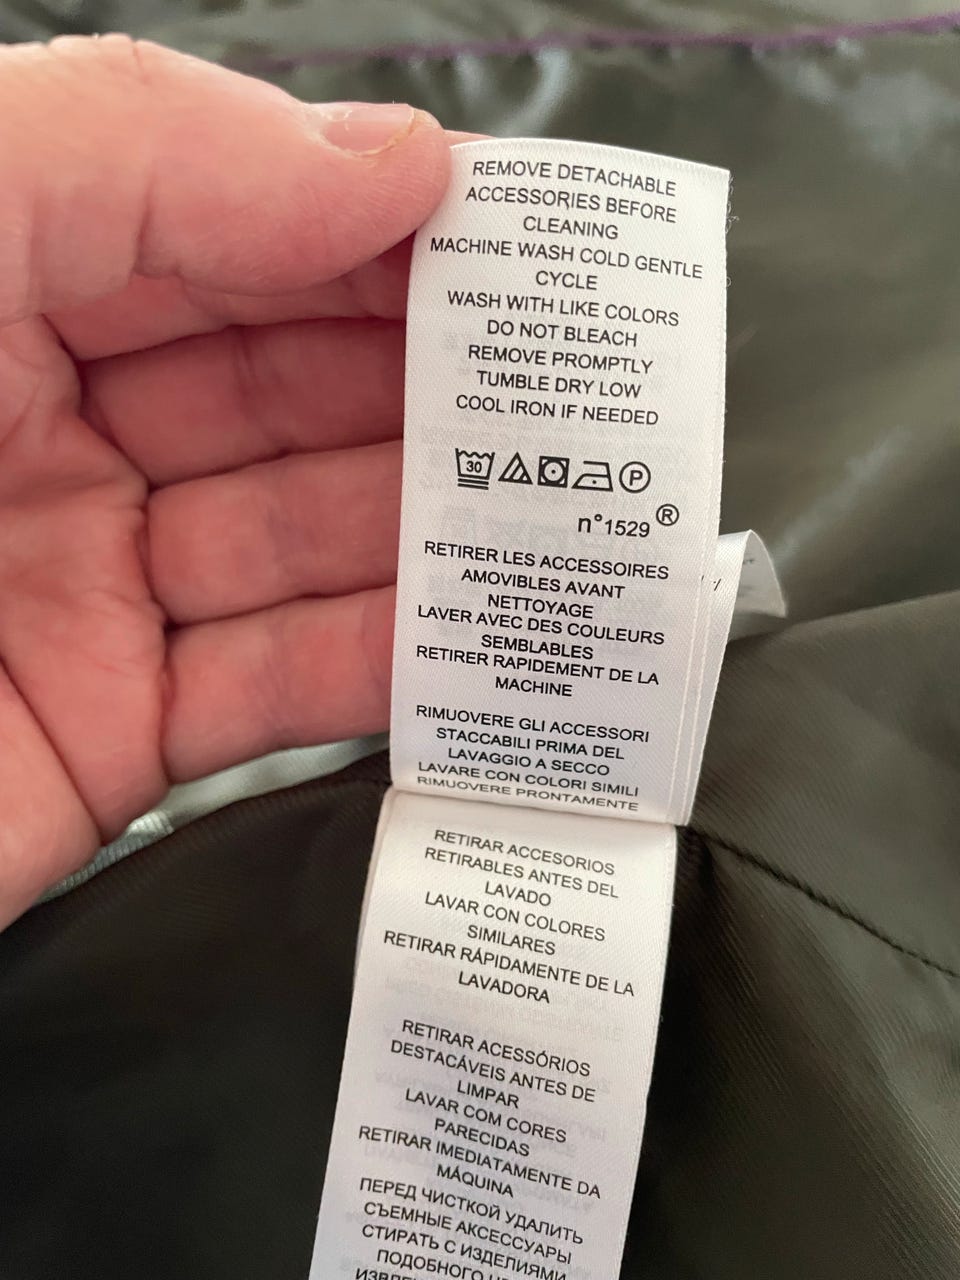 REMOVE DETACHABLE
ACCESSORIES BEFORE
CLEANING
MACHINE WASH COLD GENTLE
CYCLE
WASH WITH LIKE COLORS
DO NOT BLEACH
REMOVE PROMPTLY
TUMBLE DRY LOW
COOL IRON IF NEEDED
30 P
n°1529®
RETIRER LES ACCESSOIRES
AMOVIBLES AVANT
NETTOYAGE
LAVER AVEC DES COULEURS
SEMBLABLES
RETIRER RAPIDEMENT DE LA
MACHINE
RIMUOVERE GLI ACCESSORI
STACCABILI PRIMA DEL
LAVAGGIO A SECCO
LAVARE CON COLORI SIMILI
RIMUOVERE PRONTAMENTE
RETIRAR ACCESORIOS
RETIRABLES ANTES DEL
LAVADO
LAVAR CON COLORES
SIMILARES
RETIRAR RÁPIDAMENTE DE LA
LAVADORA
RETIRAR ACESSÓRIOS
DESTACÁVEIS ANTES DE
LIMPAR
LAVAR COM CORES
PARECIDAS
RETIRAR IMEDIATAMENTE DA
MÁQUINA
ПЕРЕД ЧИСТКОЙ УДАЛИТЬ
СЪЕМНЫЕ АКСЕССУАРЫ
СТИРАТЬ С ИЗДЕЛИЯМИ
ПОДОБНОГО